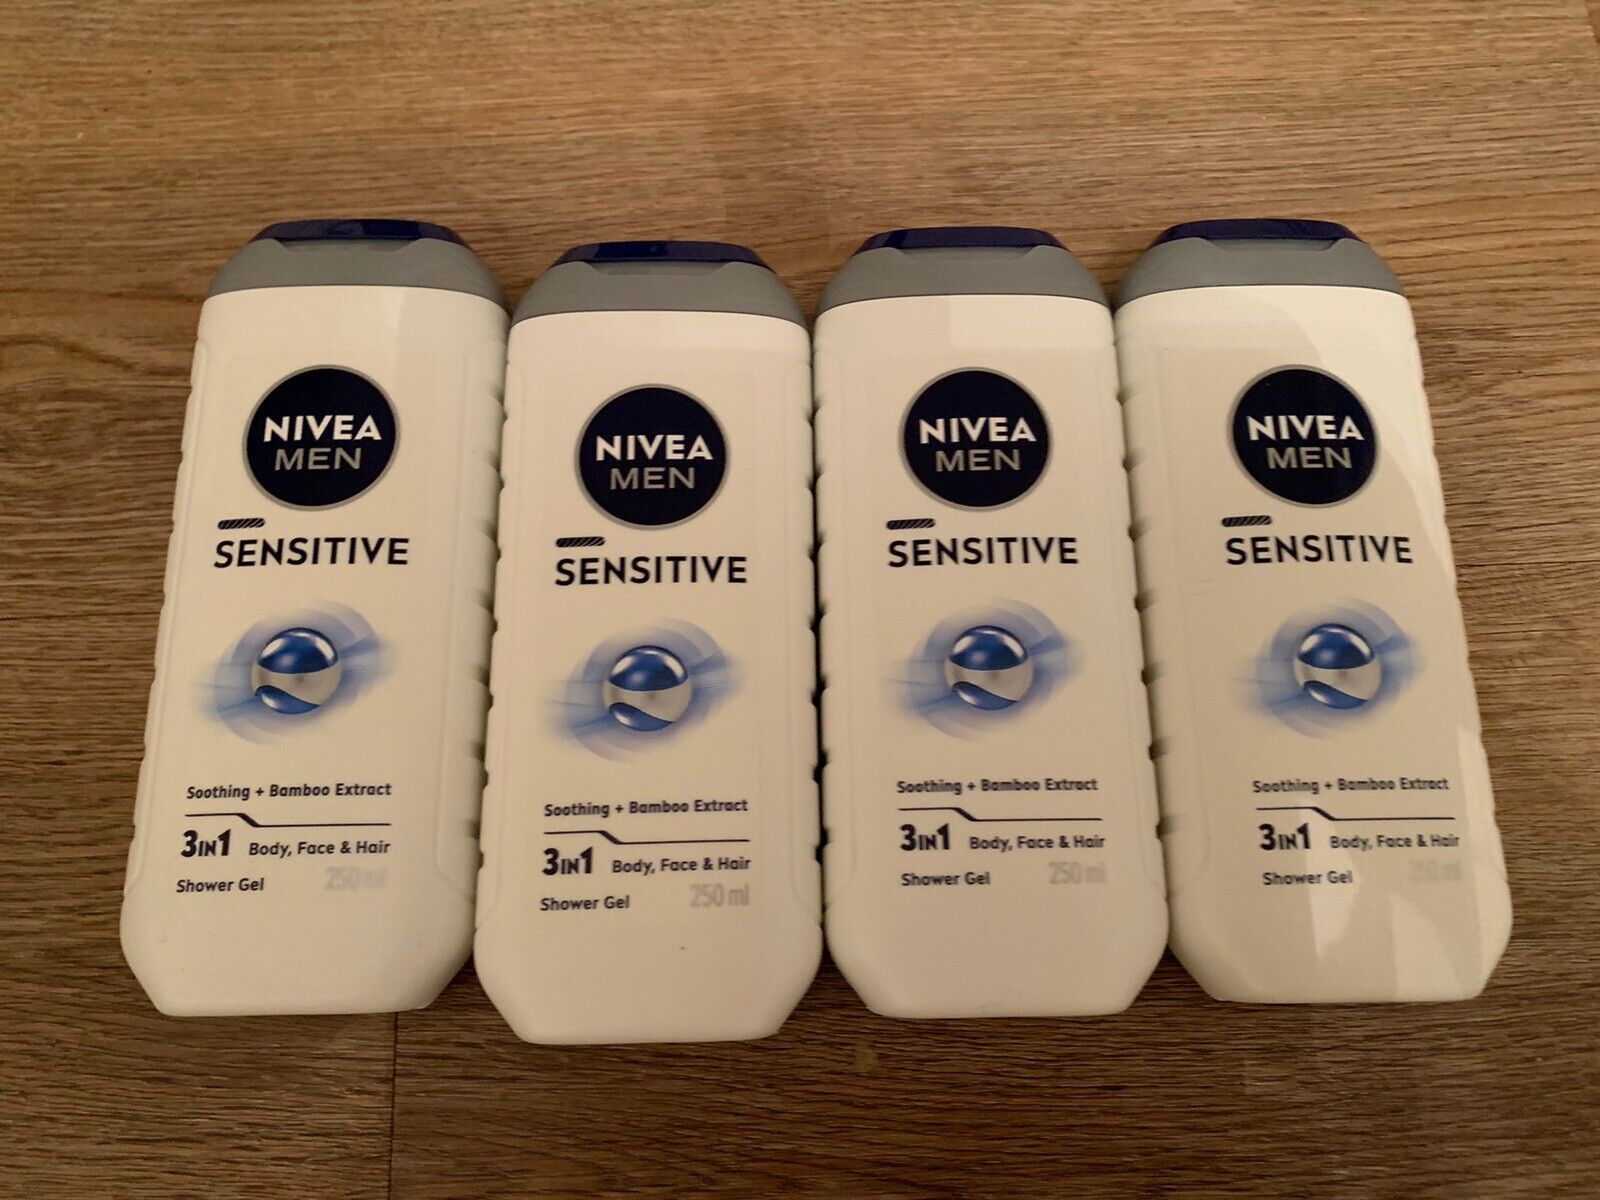 NIVEA
MEN
SENSITIVE
Soothing + Bamboo Extract
3IN1 Body, Face & Hair
Shower Gel 250 ml
NIVEA
MEN
SENSITIVE
Soothing + Bamboo Extract
3IN1 Body, Face & Hair
Shower Gel 250 ml
NIVEA
MEN
SENSITIVE
Soothing + Bamboo Extract
3IN1 Body, Face & Hair
Shower Gel 250 ml
NIVEA
MEN
SENSITIVE
Soothing + Bamboo Extract
3IN1 Body, Face & Hair
Shower Gel 250 ml